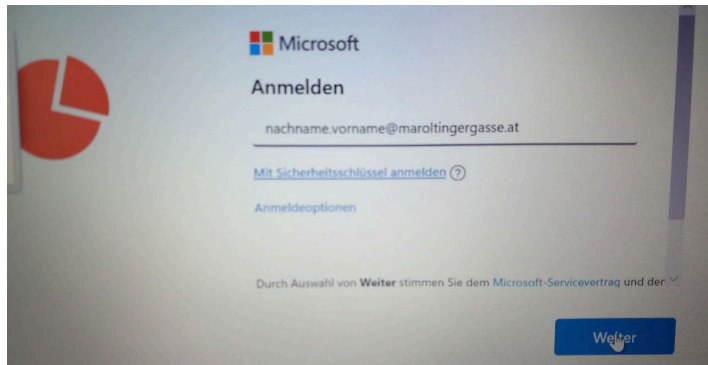 Microsoft
Anmelden
nachname.vorname@maroltingergasse.at
Mit Sicherheitsschlüssel anmelden ?
Anmeldeoptionen
Durch Auswahl von Weiter stimmen Sie dem Microsoft-Servicevertrag und der
Weiter